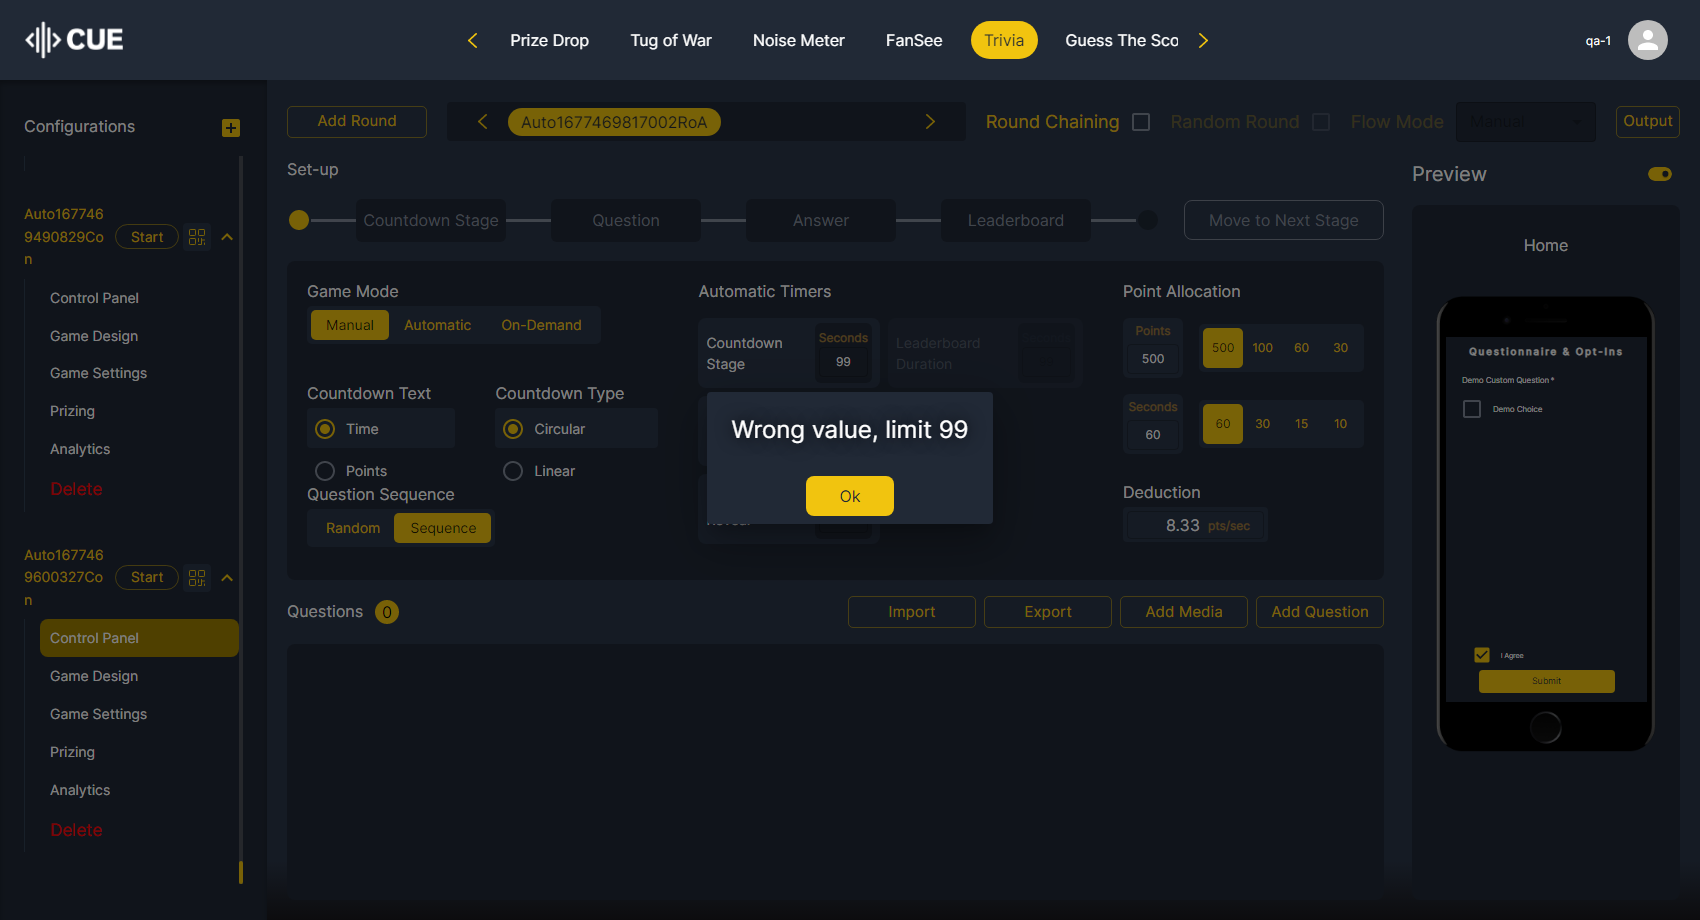 CUE
Prize Drop
Tug of War
Noise Meter
FanSee
Trivia
Guess The Sco
qa-1
Configurations
Auto167746
9490829Co
n
Start
Control Panel
Game Design
Game Settings
Prizing
Analytics
Delete
Auto167746
9600327Co
n
Start
Control Panel
Game Design
Game Settings
Prizing
Analytics
Delete
Add Round
Auto1677469817002RoA
Round Chaining
Random Round
Flow Mode
Manual
Output
Set-up
Countdown Stage
Question
Answer
Leaderboard
Move to Next Stage
Game Mode
Manual
Automatic
On-Demand
Countdown Text
Time
Points
Countdown Type
Circular
Linear
Question Sequence
Random
Sequence
Automatic Timers
Countdown
Stage
Seconds
99
Leaderboard
Duration
Wrong value, limit 99
Ok
Point Allocation
Points
500
500
100
60
30
Seconds
60
60
30
15
10
Deduction
8.33 pts/sec
Questions 0
Import
Export
Add Media
Add Question
Preview
Home
Questionnaire & Opt-Ins
Demo Custom Question*
Demo Choice
I Agree
Submit